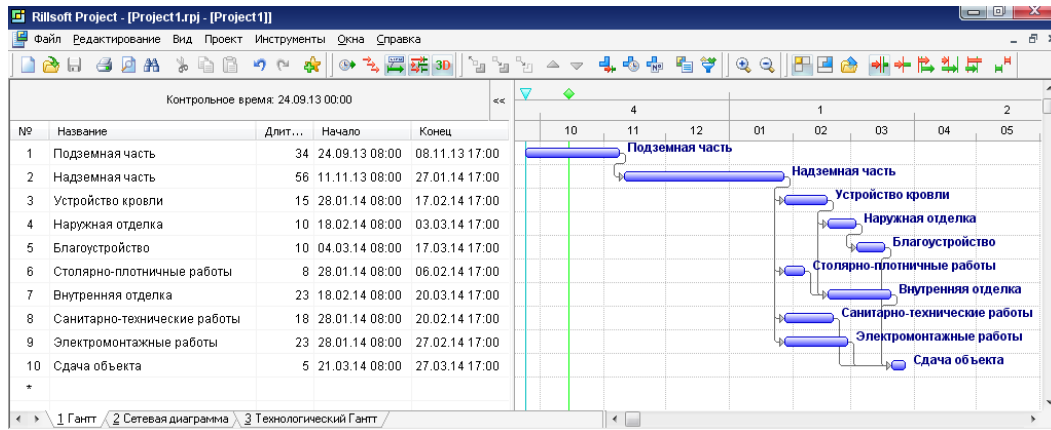 Rillsoft Project - [Project1.rpj - [Project1]]
Файл Редактирование Вид Проект Инструменты Окна Справка
3D
Контрольное время: 24.09.13 00:00 <<
4 1 2
№ Название Длит... Начало Конец 10 11 12 01 02 03 04 05
1 Подземная часть 34 24.09.13 08:00 08.11.13 17:00 Подземная часть
2 Надземная часть 56 11.11.13 08:00 27.01.14 17:00 Надземная часть
3 Устройство кровли 15 28.01.14 08:00 17.02.14 17:00 Устройство кровли
4 Наружная отделка 10 18.02.14 08:00 03.03.14 17:00 Наружная отделка
5 Благоустройство 10 04.03.14 08:00 17.03.14 17:00 Благоустройство
6 Столярно-плотничные работы 8 28.01.14 08:00 06.02.14 17:00 Столярно-плотничные работы
7 Внутренняя отделка 23 18.02.14 08:00 20.03.14 17:00 Внутренняя отделка
8 Санитарно-технические работы 18 28.01.14 08:00 20.02.14 17:00 Санитарно-технические работы
9 Электромонтажные работы 23 28.01.14 08:00 27.02.14 17:00 Электромонтажные работы
10 Сдача объекта 5 21.03.14 08:00 27.03.14 17:00 Сдача объекта
*
1 Гантт 2 Сетевая диаграмма 3 Технологический Гантт